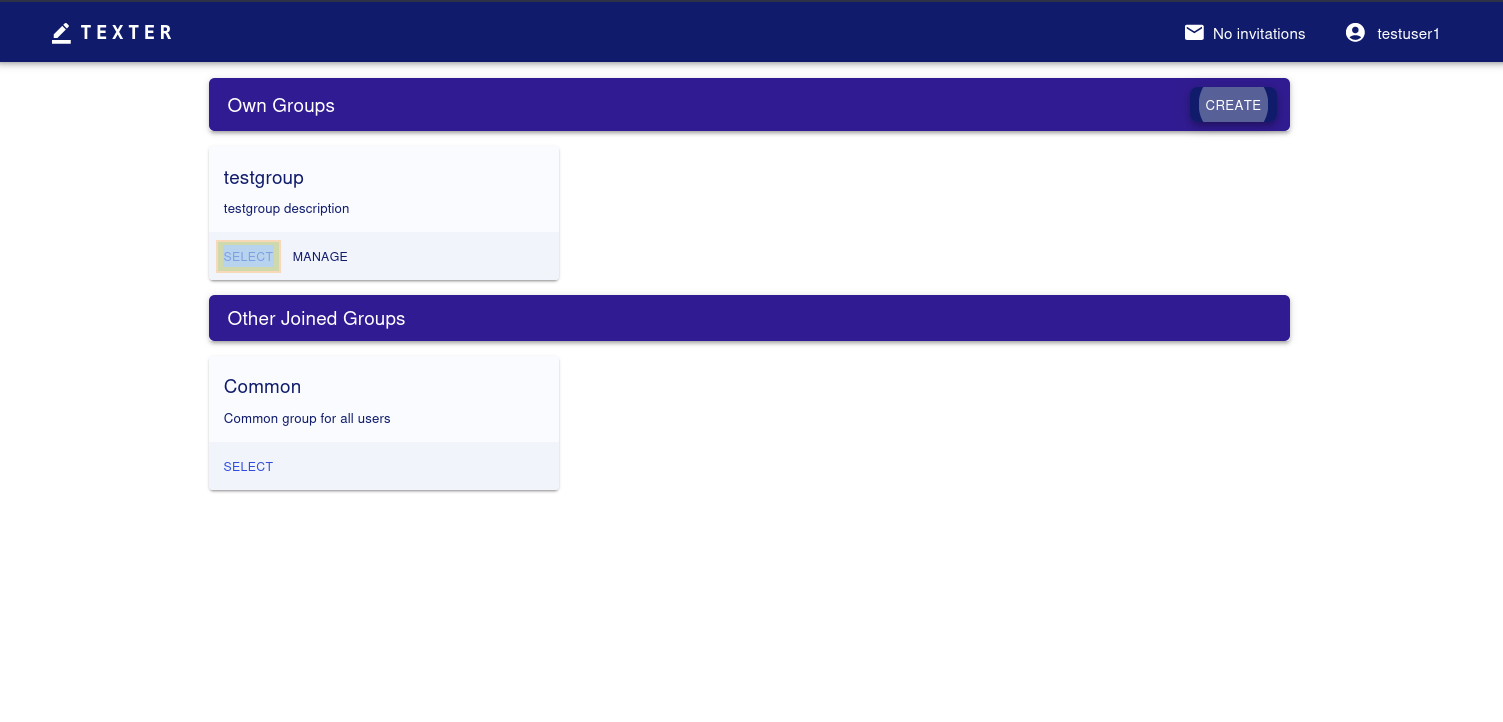 TEXTER No invitations testuser1
Own Groups CREATE
testgroup
testgroup description
SELECT MANAGE
Other Joined Groups
Common
Common group for all users
SELECT